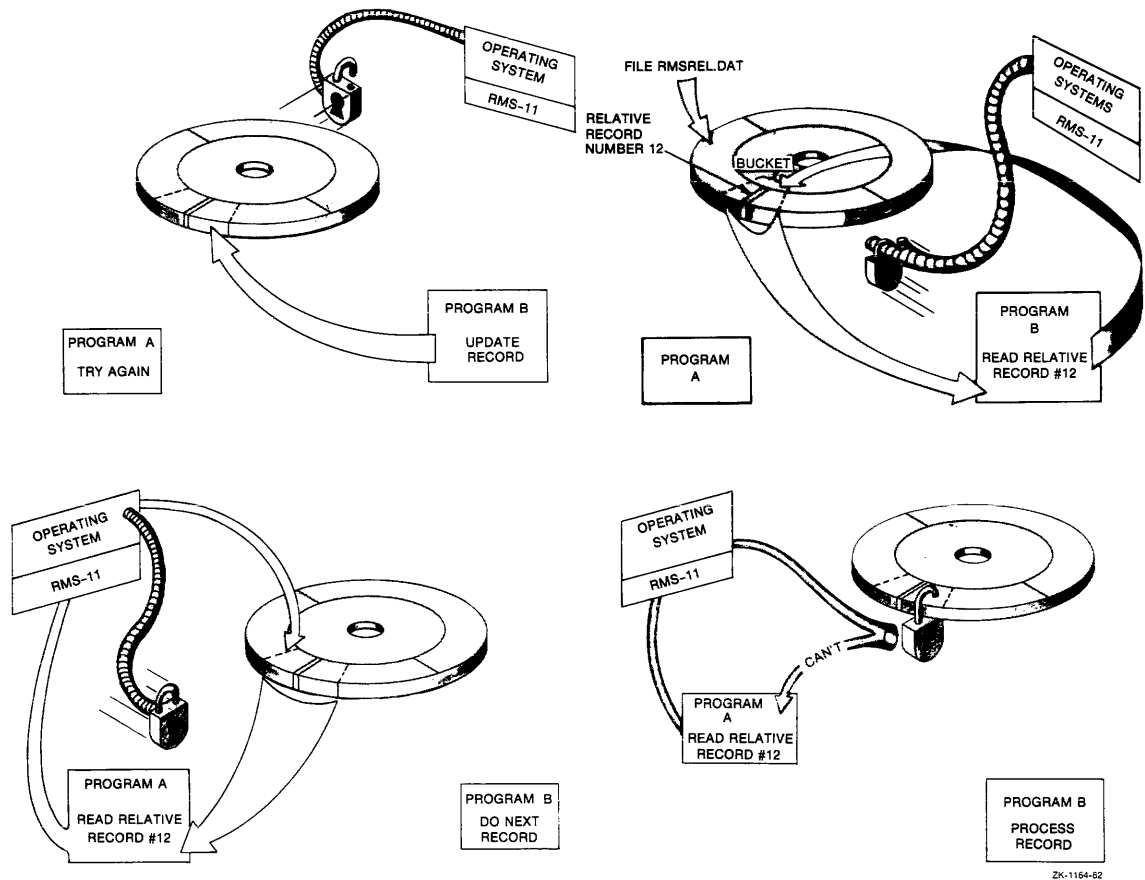 OPERATING
SYSTEM
RMS-11
PROGRAM A
TRY AGAIN
PROGRAM B
UPDATE
RECORD
FILE RMSREL.DAT
RELATIVE
RECORD
NUMBER 12
BUCKET
OPERATING
SYSTEMS
RMS-11
PROGRAM
A
PROGRAM
B
READ RELATIVE
RECORD #12
OPERATING
SYSTEM
RMS-11
PROGRAM A
READ RELATIVE
RECORD #12
PROGRAM B
DO NEXT
RECORD
OPERATING
SYSTEM
RMS-11
CAN'T
PROGRAM
A
READ RELATIVE
RECORD #12
PROGRAM B
PROCESS
RECORD
ZK-1164-82